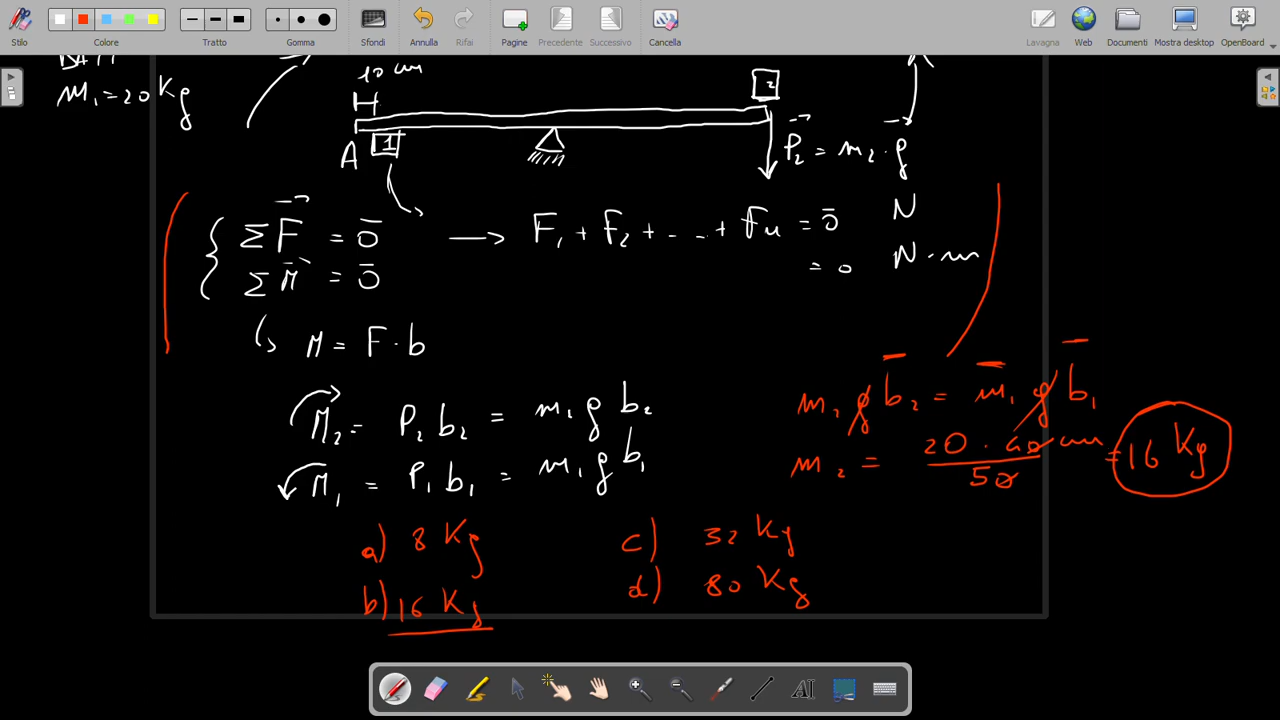 Stilo Colore Tratto Gomma Sfondi Annulla Rifai Pagine Precedente Successivo Cancella Lavagna Web Documenti Mostra desktop OpenBoard
m₁=20 Kg
10 cm
H
A
1
2
P₂ = m₂ · g
ΣF = 0 → F₁ + F₂ + ... + Fn = 0 N
ΣM = 0 = 0 N·m
↳ M = F · b
M₂ = P₂ b₂ = m₁ g b₂
M₁ = P₁ b₁ = m₁ g b₁
m₂ g b₂ = m₁ g b₁
m₂ = 20 · 40 cm / 50 = 16 Kg
a) 8 Kg
b) 16 Kg
c) 32 Kg
d) 80 Kg